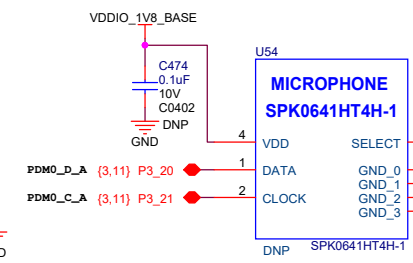 VDDIO_1V8_BASE
C474
0.1uF
10V
C0402
DNP
GND
U54
MICROPHONE
SPK0641HT4H-1
4 VDD SELECT
PDM0_D_A {3,11} P3_20 1 DATA GND_0
GND_1
PDM0_C_A {3,11} P3_21 2 CLOCK GND_2
GND_3
DNP SPK0641HT4H-1